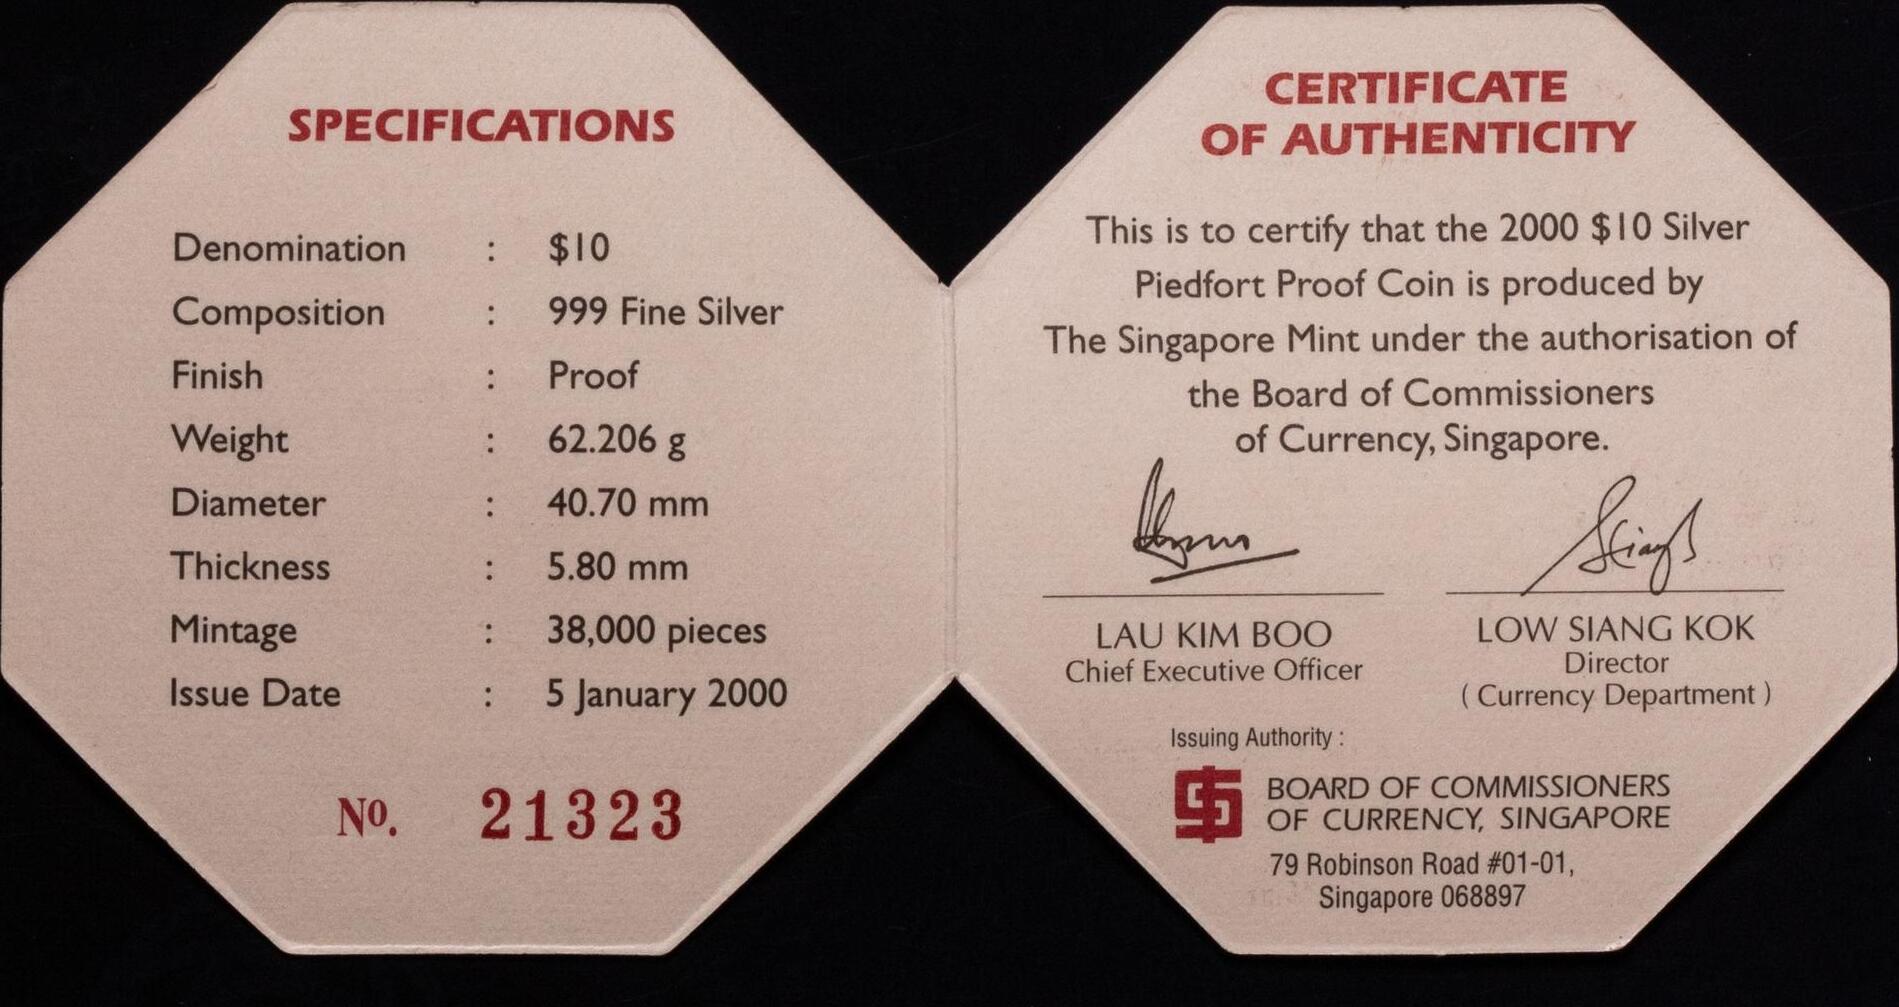 SPECIFICATIONS
Denomination : $10
Composition : 999 Fine Silver
Finish : Proof
Weight : 62.206 g
Diameter : 40.70 mm
Thickness : 5.80 mm
Mintage : 38,000 pieces
Issue Date : 5 January 2000
No. 21323
CERTIFICATE
OF AUTHENTICITY
This is to certify that the 2000 $10 Silver
Piedfort Proof Coin is produced by
The Singapore Mint under the authorisation of
the Board of Commissioners
of Currency, Singapore.
LAU KIM BOO
Chief Executive Officer
LOW SIANG KOK
Director
( Currency Department )
Issuing Authority :
BOARD OF COMMISSIONERS
OF CURRENCY, SINGAPORE
79 Robinson Road #01-01,
Singapore 068897